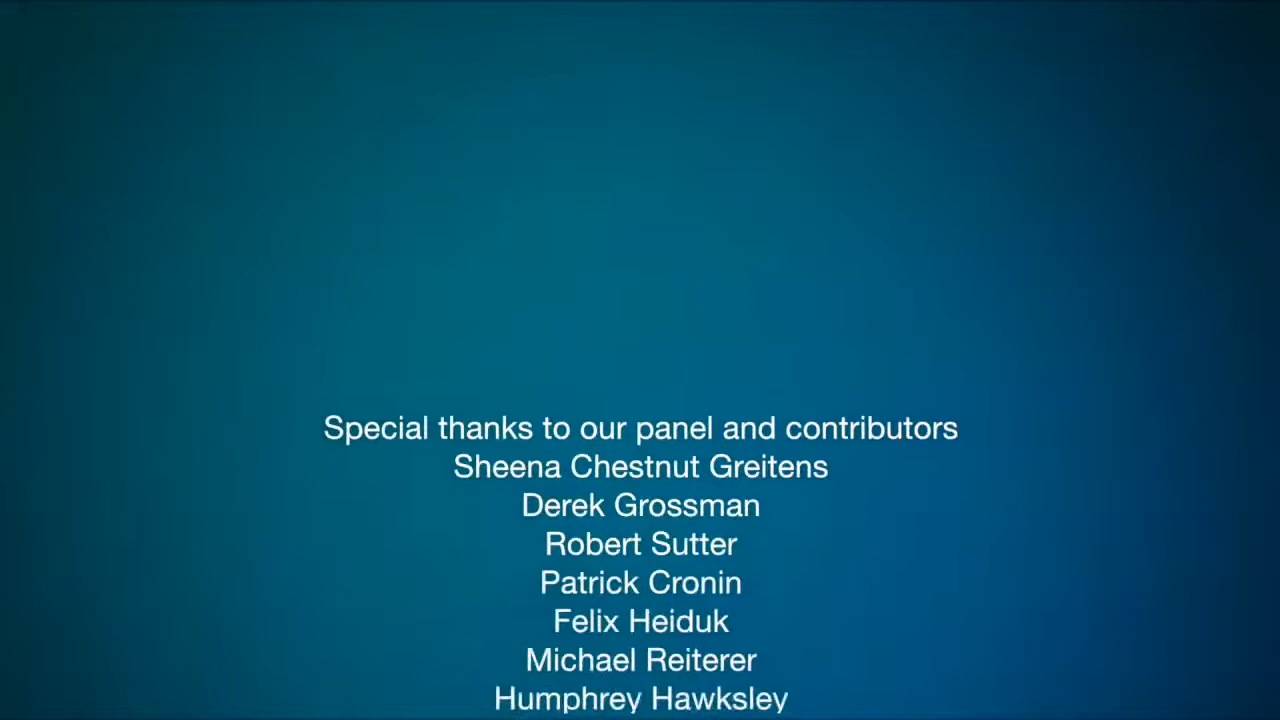 Special thanks to our panel and contributors
Sheena Chestnut Greitens
Derek Grossman
Robert Sutter
Patrick Cronin
Felix Heiduk
Michael Reiterer
Humphrey Hawksley